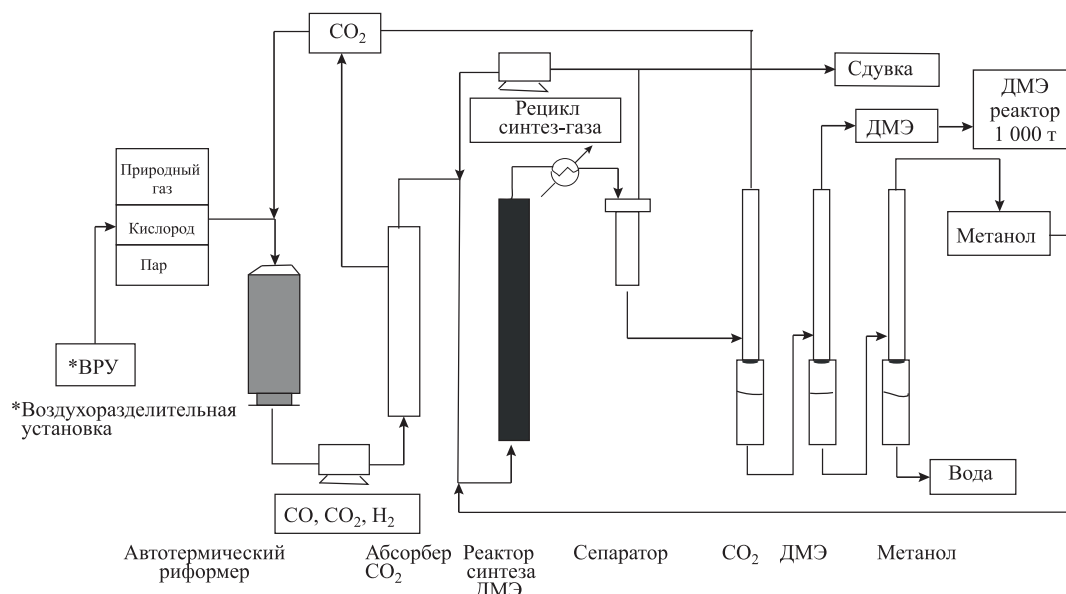 CO₂
Сдувка
ДМЭ
реактор
1 000 т
ДМЭ
Рецикл
синтез-газа
Природный
газ
Кислород
Пар
Метанол
*ВРУ
*Воздухоразделительная
установка
Вода
CO, CO₂, H₂
Автотермический
риформер
Абсорбер
CO₂
Реактор
синтеза
ДМЭ
Сепаратор
CO₂
ДМЭ
Метанол